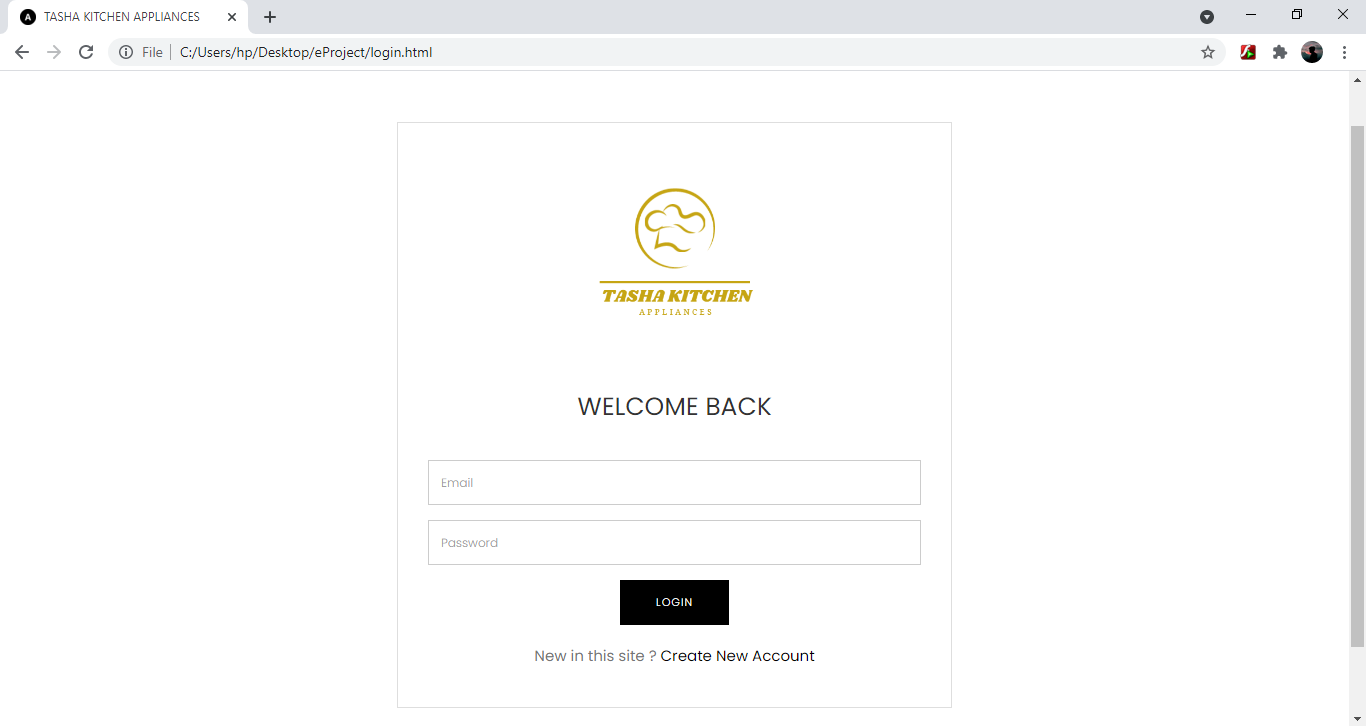 TASHA KITCHEN APPLIANCES
File C:/Users/hp/Desktop/eProject/login.html
TASHA KITCHEN
APPLIANCES
WELCOME BACK
Email
Password
LOGIN
New in this site ? Create New Account